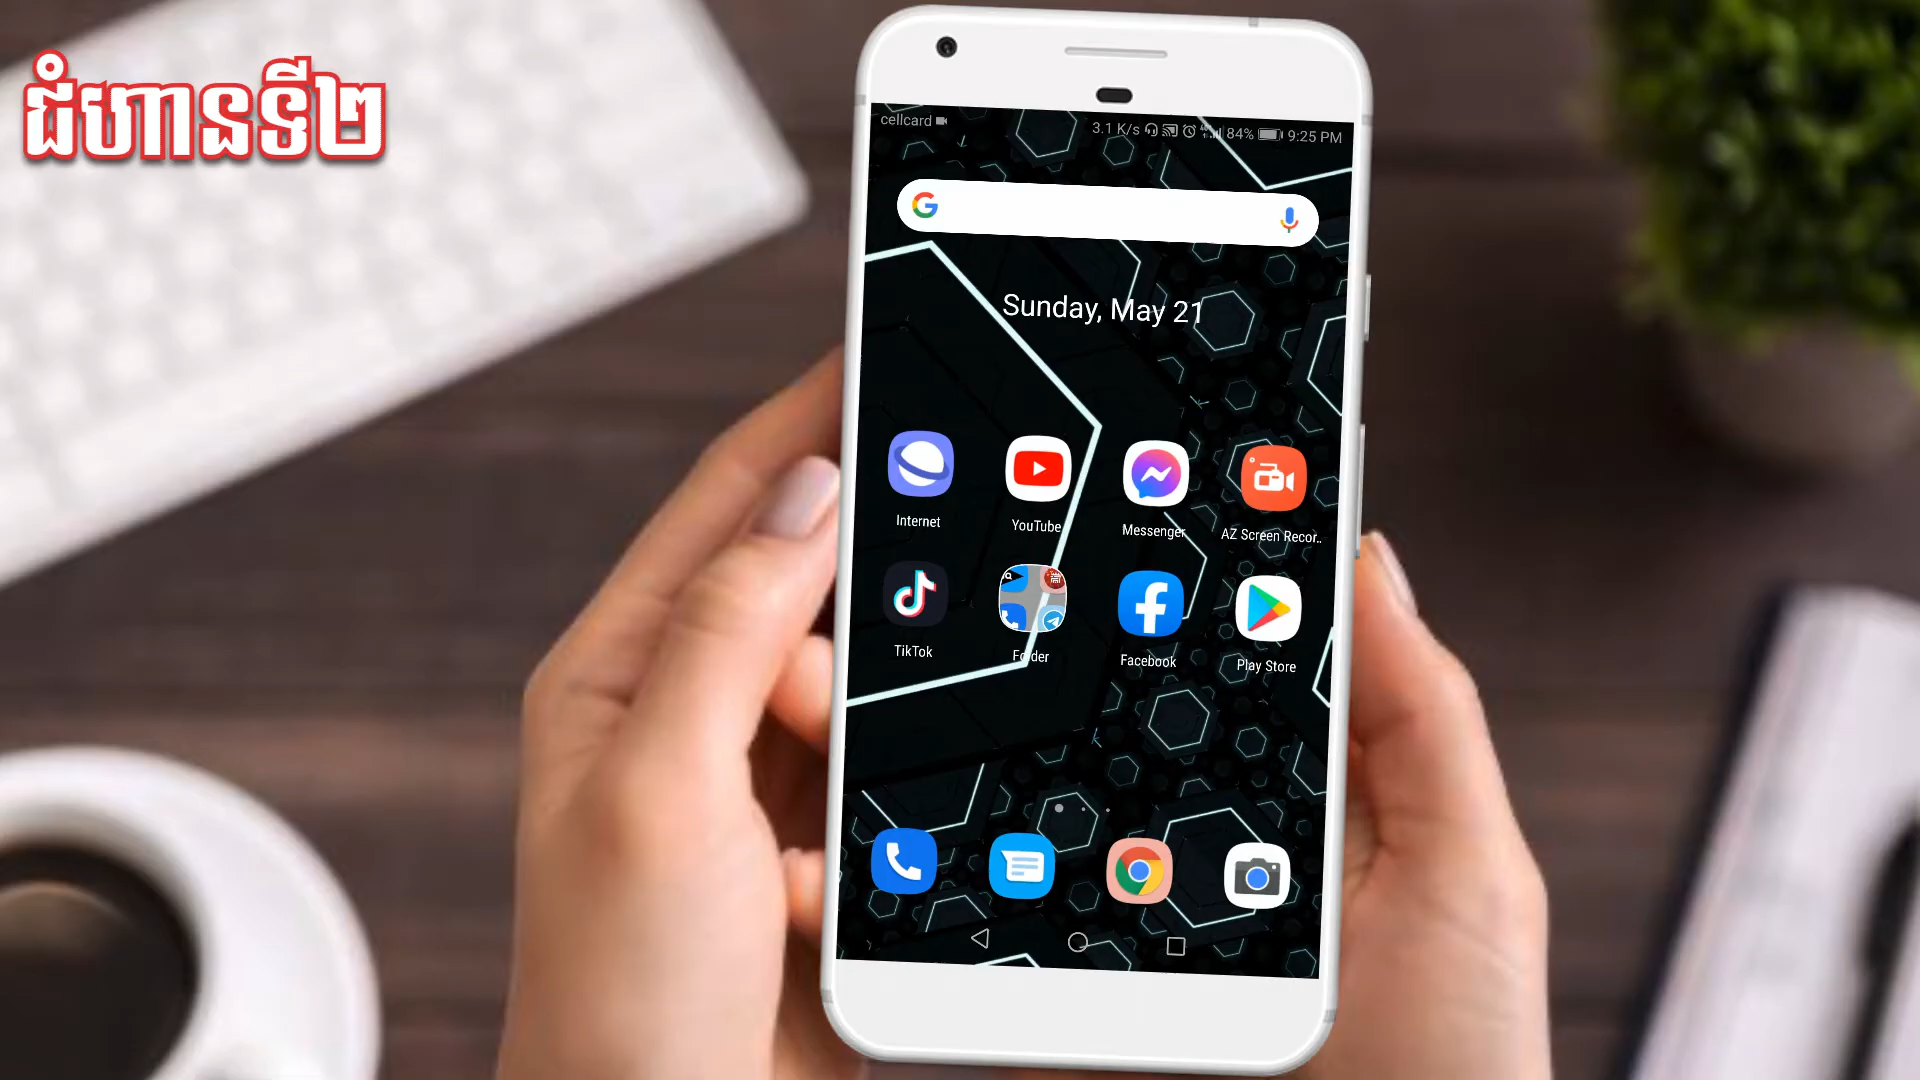 ជំហានទី២
cellcard
3.1 K/s 84% 9:25 PM
Sunday, May 21
Internet
YouTube
Messenger
AZ Screen Recor..
TikTok
Folder
Facebook
Play Store